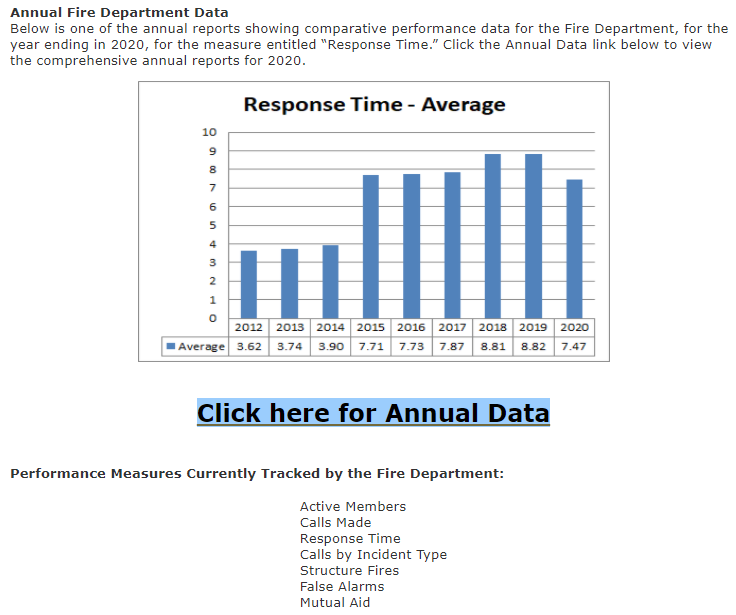 Annual Fire Department Data
Below is one of the annual reports showing comparative performance data for the Fire Department, for the
year ending in 2020, for the measure entitled “Response Time.” Click the Annual Data link below to view
the comprehensive annual reports for 2020.
Response Time - Average
10
9
8
7
6
5
4
3
2
1
0
2012 2013 2014 2015 2016 2017 2018 2019 2020
Average 3.62 3.74 3.90 7.71 7.73 7.87 8.81 8.82 7.47
Click here for Annual Data
Performance Measures Currently Tracked by the Fire Department:
Active Members
Calls Made
Response Time
Calls by Incident Type
Structure Fires
False Alarms
Mutual Aid